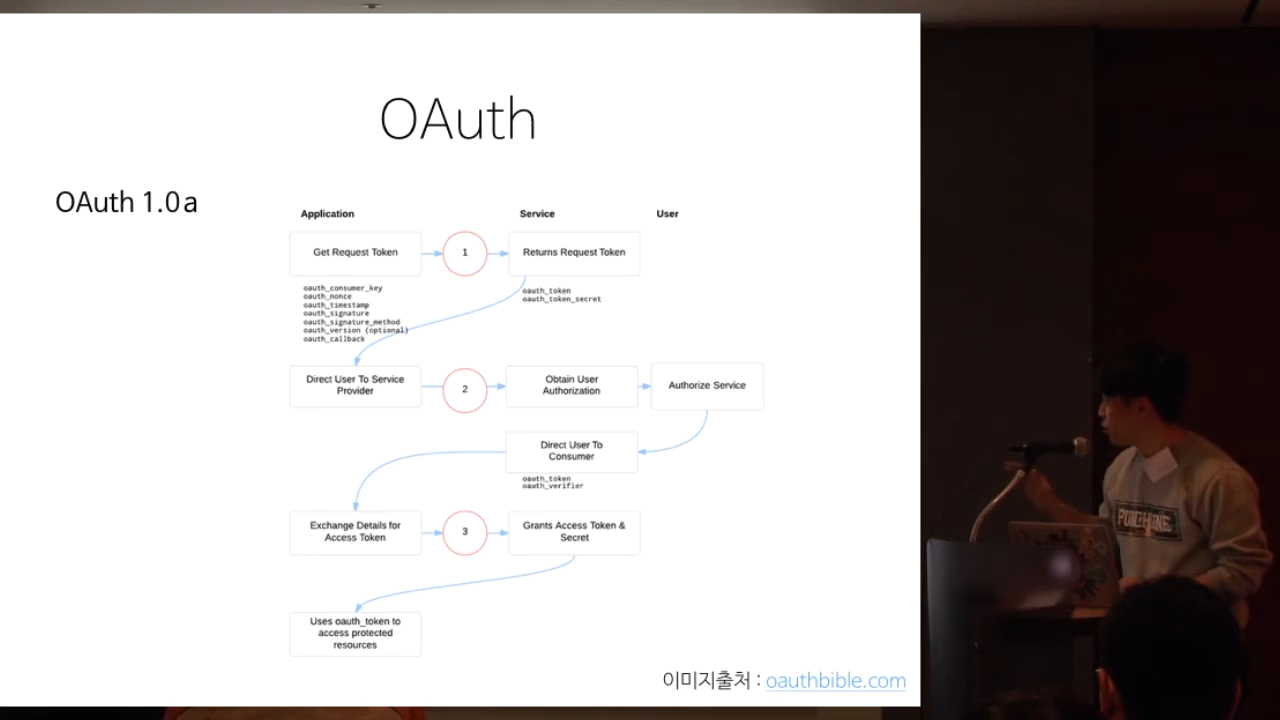 OAuth
OAuth 1.0a
Application
Service
User
Get Request Token
1
Returns Request Token
oauth_consumer_key
oauth_nonce
oauth_timestamp
oauth_signature
oauth_signature_method
oauth_version (optional)
oauth_callback
oauth_token
oauth_token_secret
Direct User To Service
Provider
2
Obtain User
Authorization
Authorize Service
Direct User To
Consumer
oauth_token
oauth_verifier
Exchange Details for
Access Token
3
Grants Access Token &
Secret
Uses oauth_token to
access protected
resources
이미지출처 : oauthbible.com
PUNCHLINE